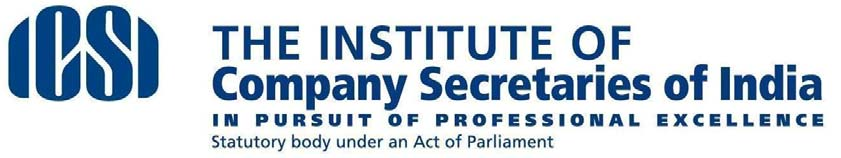 ICSI
THE INSTITUTE OF
Company Secretaries of India
IN PURSUIT OF PROFESSIONAL EXCELLENCE
Statutory body under an Act of Parliament